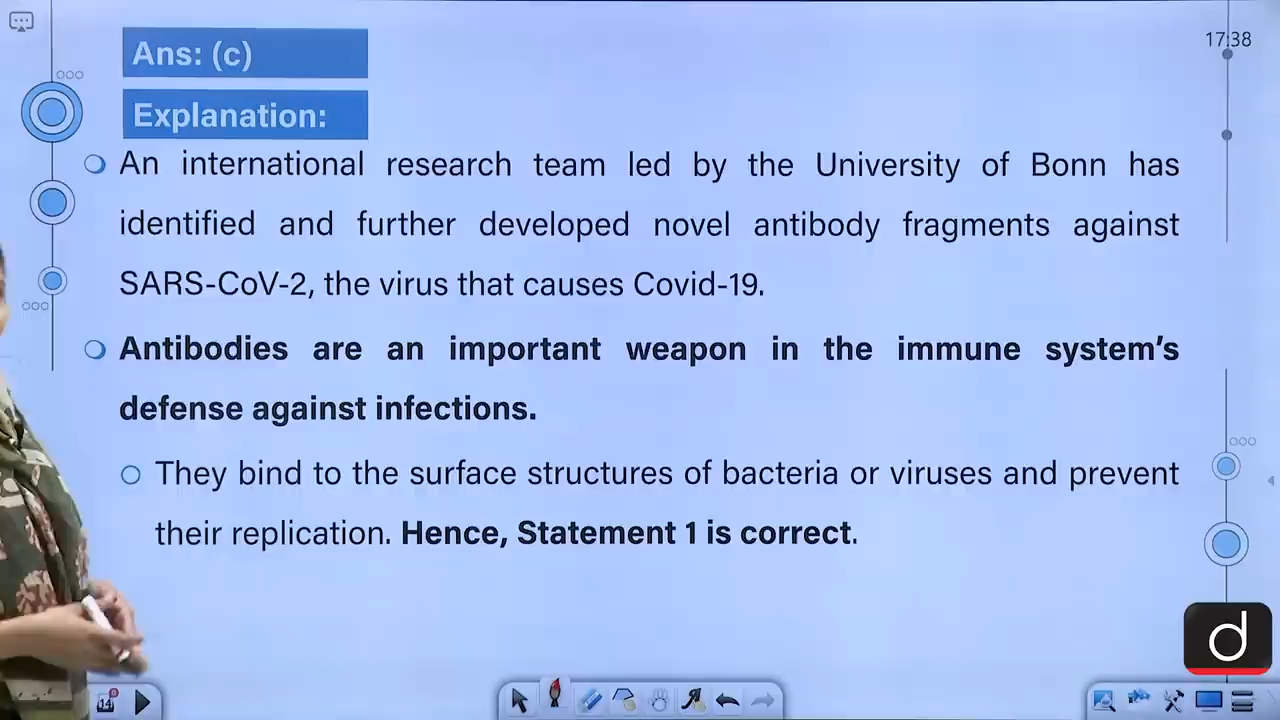 17:38
Ans: (c)
Explanation:
An international research team led by the University of Bonn has
identified and further developed novel antibody fragments against
SARS-CoV-2, the virus that causes Covid-19.
Antibodies are an important weapon in the immune system's
defense against infections.
They bind to the surface structures of bacteria or viruses and prevent
their replication. Hence, Statement 1 is correct.
d
14